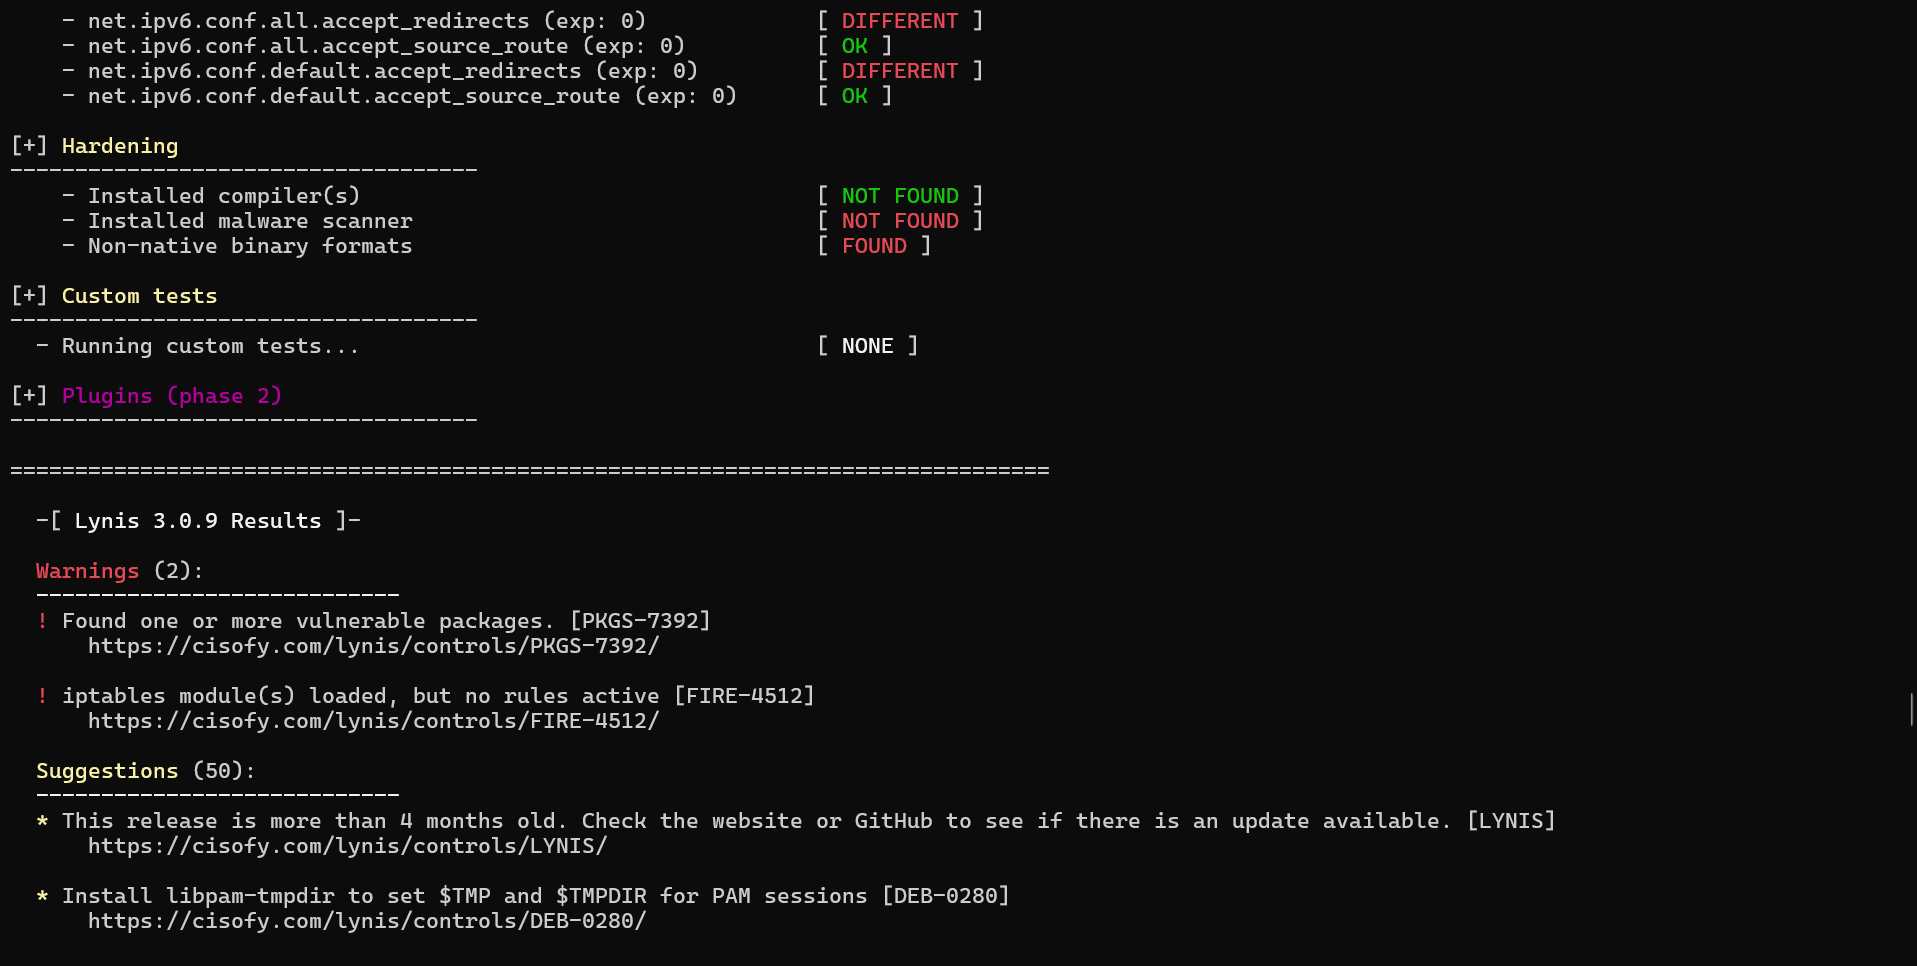 - net.ipv6.conf.all.accept_redirects (exp: 0) [ DIFFERENT ]
- net.ipv6.conf.all.accept_source_route (exp: 0) [ OK ]
- net.ipv6.conf.default.accept_redirects (exp: 0) [ DIFFERENT ]
- net.ipv6.conf.default.accept_source_route (exp: 0) [ OK ]
[+] Hardening
------------------------------------
- Installed compiler(s) [ NOT FOUND ]
- Installed malware scanner [ NOT FOUND ]
- Non-native binary formats [ FOUND ]
[+] Custom tests
------------------------------------
- Running custom tests... [ NONE ]
[+] Plugins (phase 2)
------------------------------------
================================================================================
-[ Lynis 3.0.9 Results ]-
Warnings (2):
----------------------------
! Found one or more vulnerable packages. [PKGS-7392]
https://cisofy.com/lynis/controls/PKGS-7392/
! iptables module(s) loaded, but no rules active [FIRE-4512]
https://cisofy.com/lynis/controls/FIRE-4512/
Suggestions (50):
----------------------------
* This release is more than 4 months old. Check the website or GitHub to see if there is an update available. [LYNIS]
https://cisofy.com/lynis/controls/LYNIS/
* Install libpam-tmpdir to set $TMP and $TMPDIR for PAM sessions [DEB-0280]
https://cisofy.com/lynis/controls/DEB-0280/